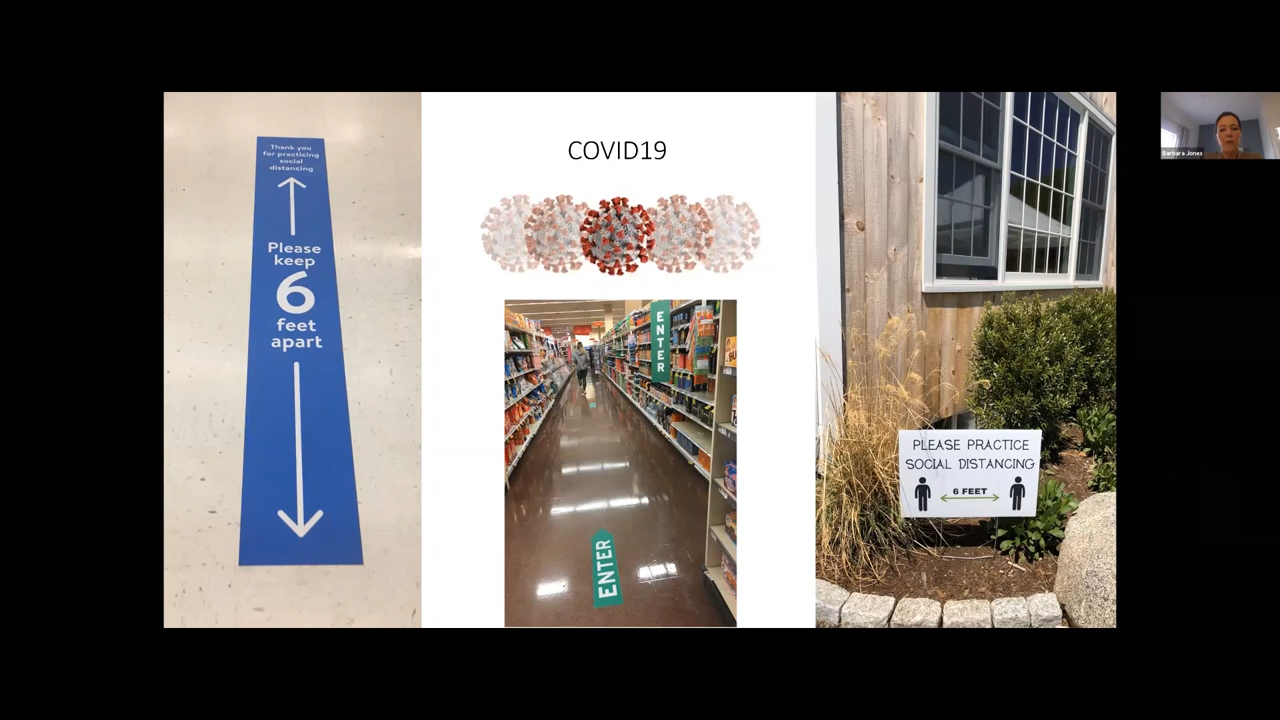 Thank you
for practicing
social
distancing
Please
keep
6
feet
apart
COVID19
ENTER
ENTER
PLEASE PRACTICE
SOCIAL DISTANCING
6 FEET
Barbara Jones